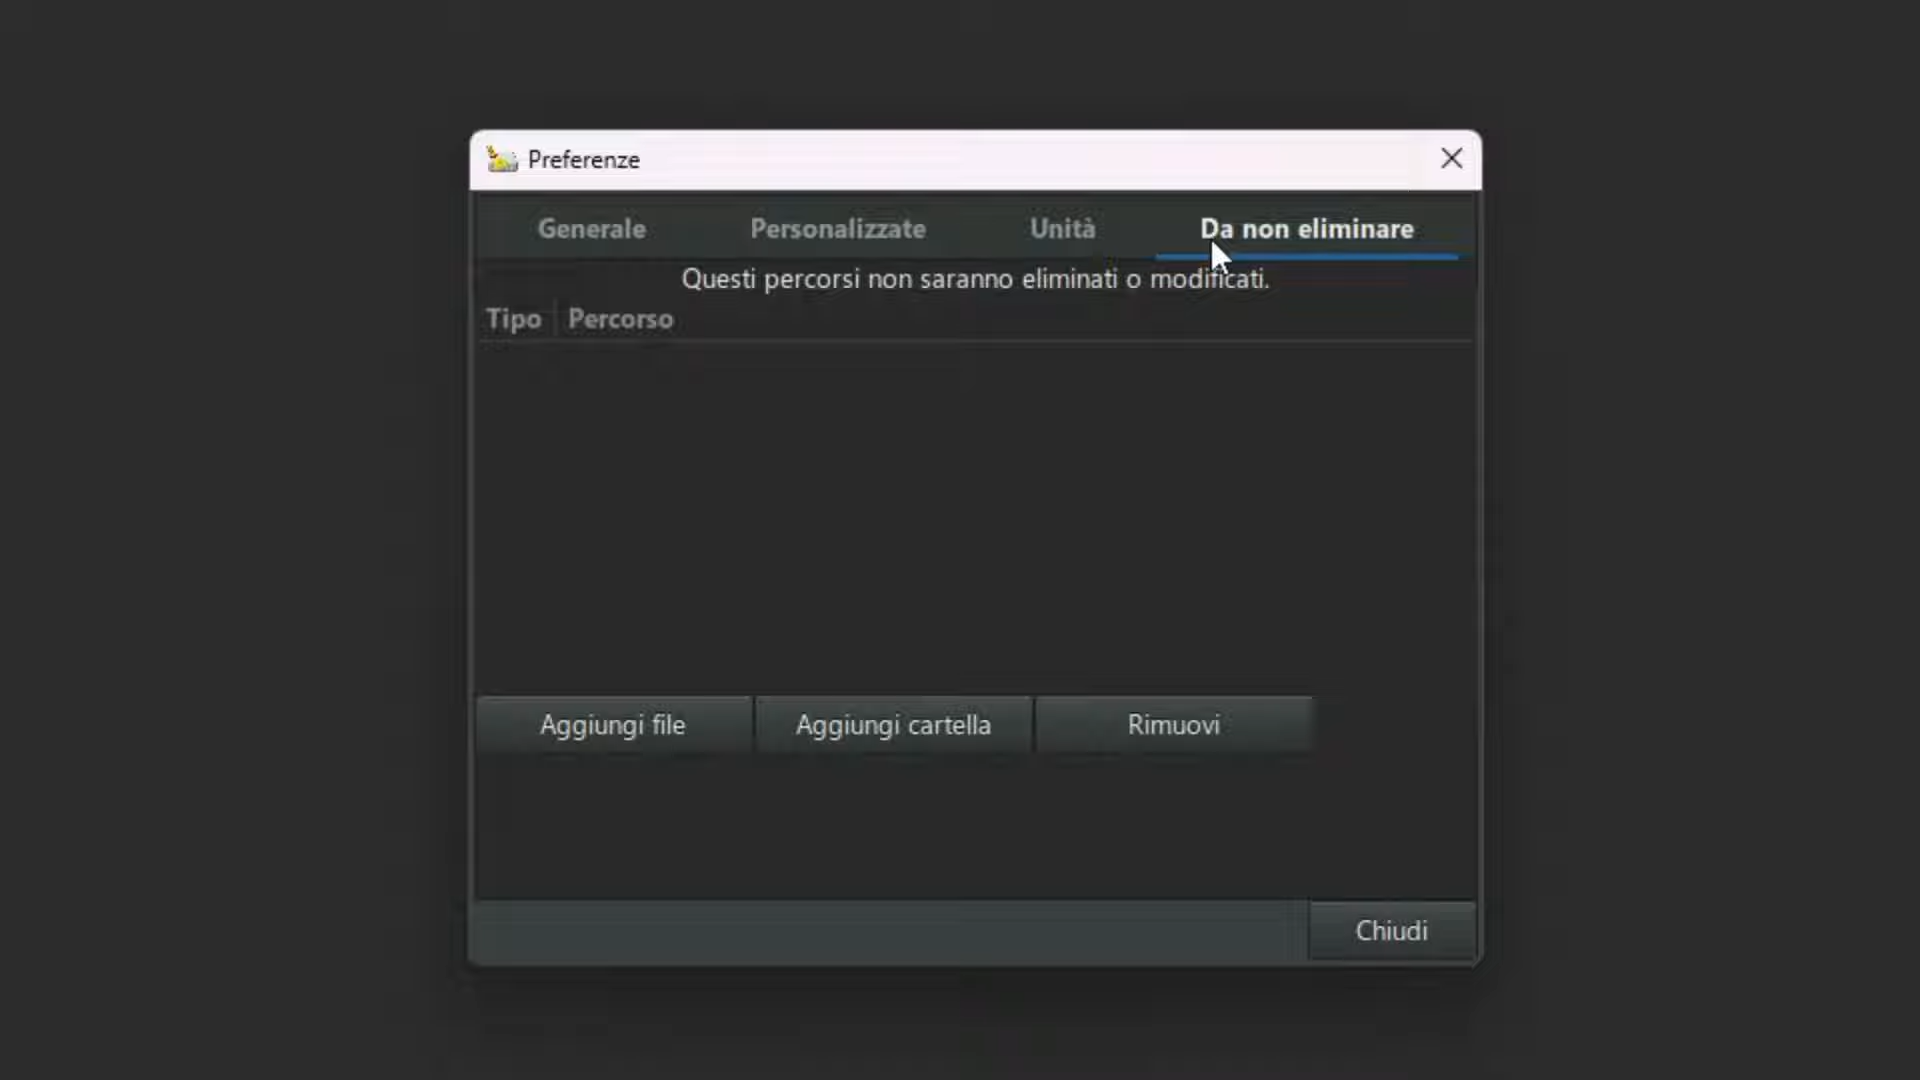 Preferenze
Generale Personalizzate Unità Da non eliminare
Questi percorsi non saranno eliminati o modificati.
Tipo Percorso
Aggiungi file Aggiungi cartella Rimuovi
Chiudi